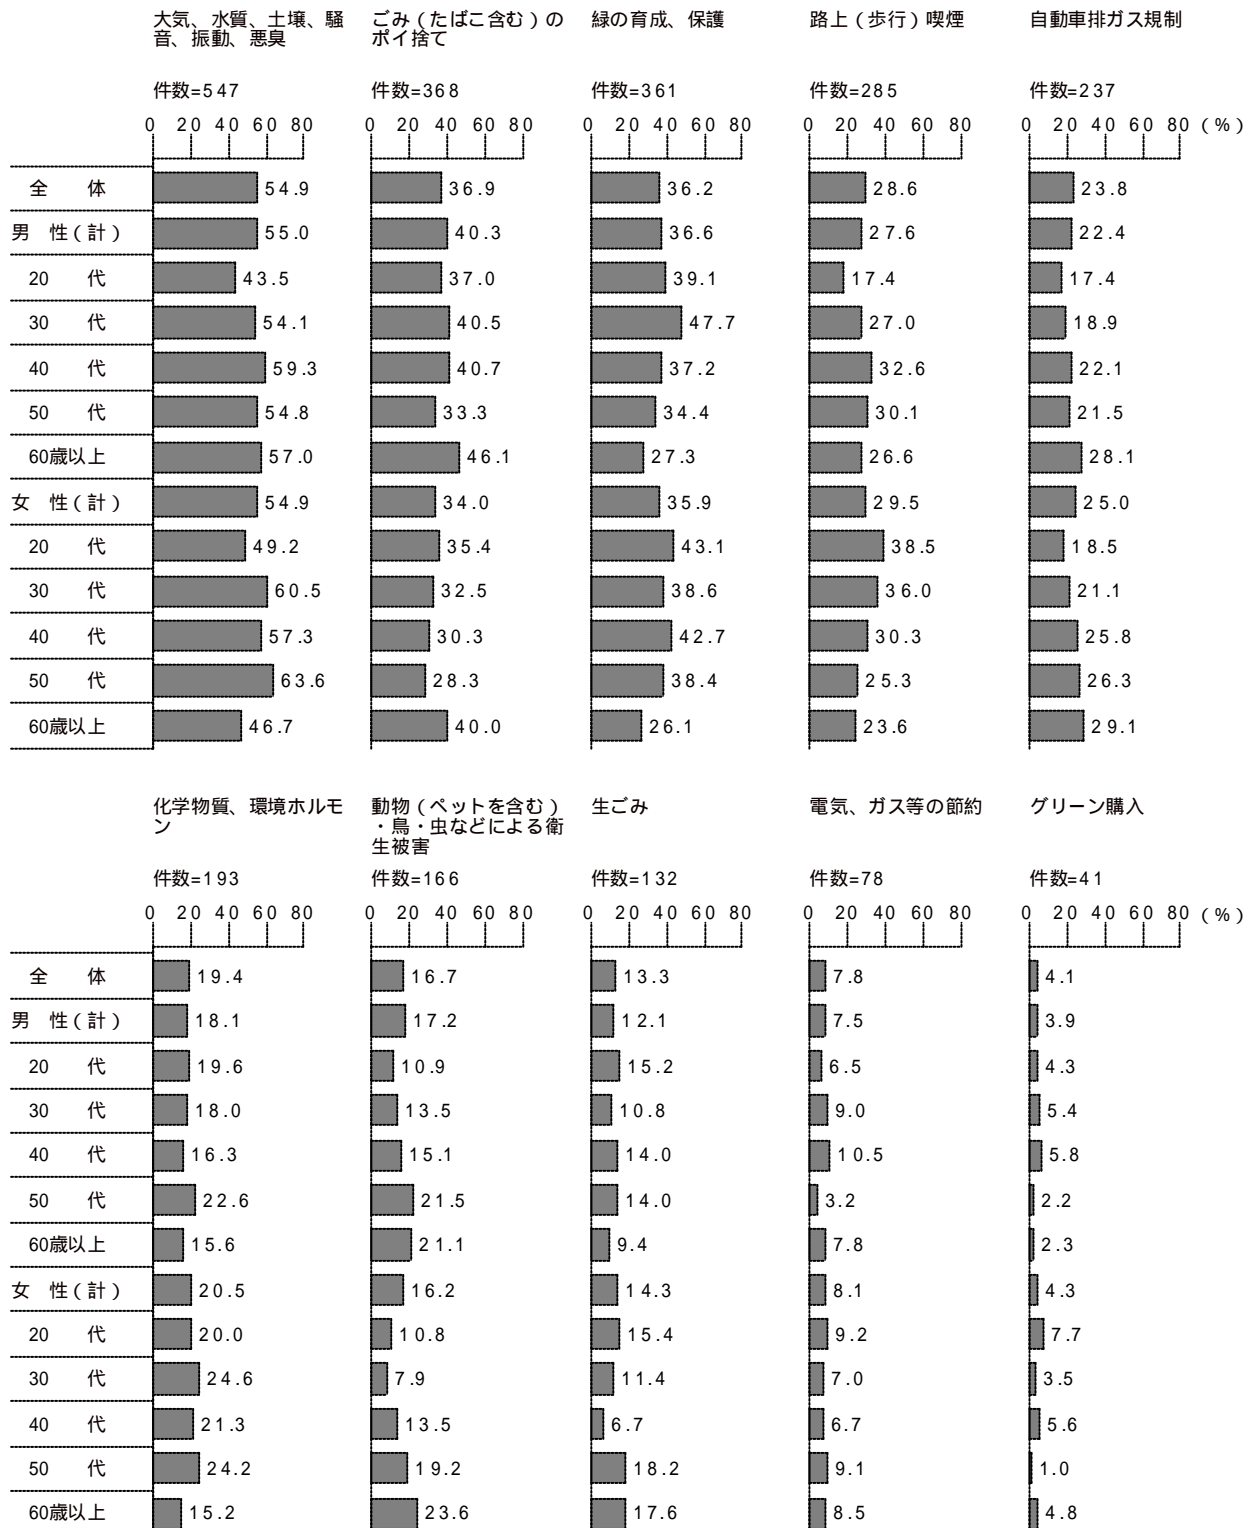 大気、水質、土壌、騒 ごみ（たばこ含む）の 緑の育成、保護 路上（歩行）喫煙 自動車排ガス規制
音、振動、悪臭 ポイ捨て
件数=547 件数=368 件数=361 件数=285 件数=237
0 20 40 60 80 0 20 40 60 80 0 20 40 60 80 0 20 40 60 80 0 20 40 60 80 （％）
全 体 54.9 36.9 36.2 28.6 23.8
男 性（計） 55.0 40.3 36.6 27.6 22.4
20 代 43.5 37.0 39.1 17.4 17.4
30 代 54.1 40.5 47.7 27.0 18.9
40 代 59.3 40.7 37.2 32.6 22.1
50 代 54.8 33.3 34.4 30.1 21.5
60歳以上 57.0 46.1 27.3 26.6 28.1
女 性（計） 54.9 34.0 35.9 29.5 25.0
20 代 49.2 35.4 43.1 38.5 18.5
30 代 60.5 32.5 38.6 36.0 21.1
40 代 57.3 30.3 42.7 30.3 25.8
50 代 63.6 28.3 38.4 25.3 26.3
60歳以上 46.7 40.0 26.1 23.6 29.1
化学物質、環境ホルモ 動物（ペットを含む） 生ごみ 電気、ガス等の節約 グリーン購入
ン ・鳥・虫などによる衛
生被害
件数=193 件数=166 件数=132 件数=78 件数=41
0 20 40 60 80 0 20 40 60 80 0 20 40 60 80 0 20 40 60 80 0 20 40 60 80 （％）
全 体 19.4 16.7 13.3 7.8 4.1
男 性（計） 18.1 17.2 12.1 7.5 3.9
20 代 19.6 10.9 15.2 6.5 4.3
30 代 18.0 13.5 10.8 9.0 5.4
40 代 16.3 15.1 14.0 10.5 5.8
50 代 22.6 21.5 14.0 3.2 2.2
60歳以上 15.6 21.1 9.4 7.8 2.3
女 性（計） 20.5 16.2 14.3 8.1 4.3
20 代 20.0 10.8 15.4 9.2 7.7
30 代 24.6 7.9 11.4 7.0 3.5
40 代 21.3 13.5 6.7 6.7 5.6
50 代 24.2 19.2 18.2 9.1 1.0
60歳以上 15.2 23.6 17.6 8.5 4.8